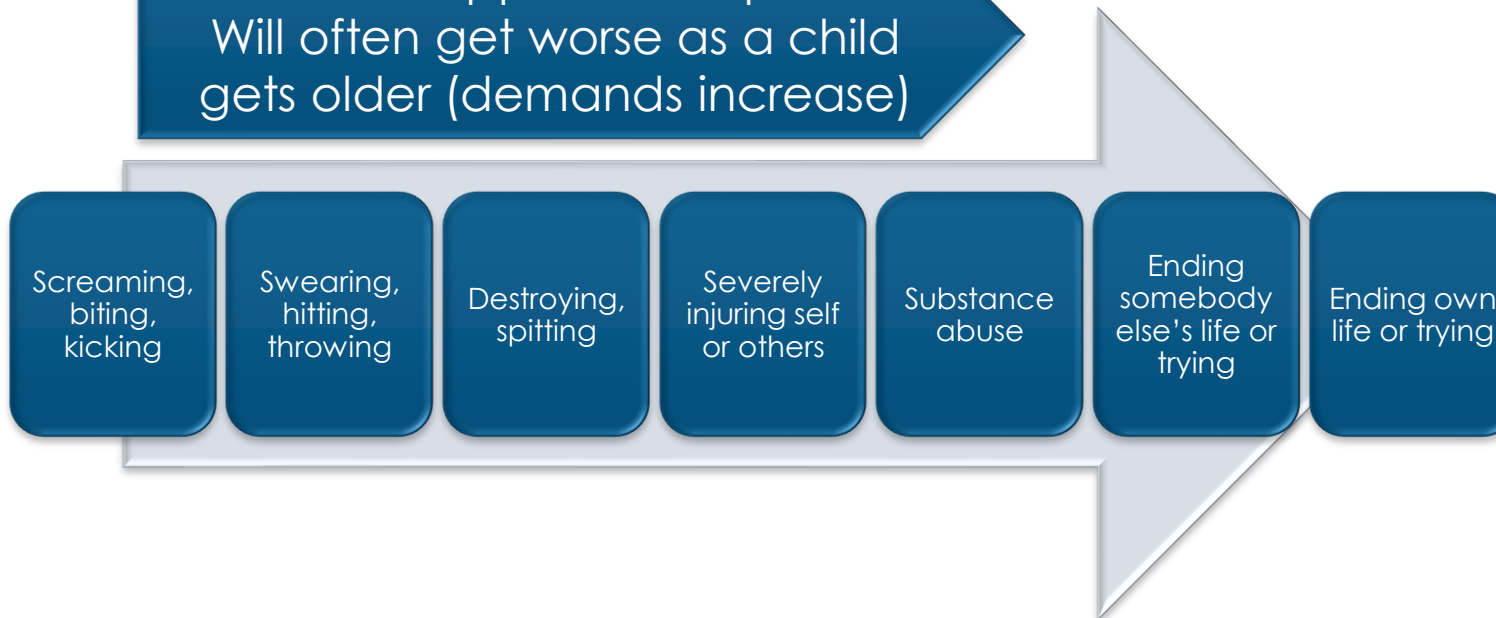 Will often get worse as a child
gets older (demands increase)
Screaming,
biting,
kicking
Swearing,
hitting,
throwing
Destroying,
spitting
Severely
injuring self
or others
Substance
abuse
Ending
somebody
else’s life or
trying
Ending own
life or trying